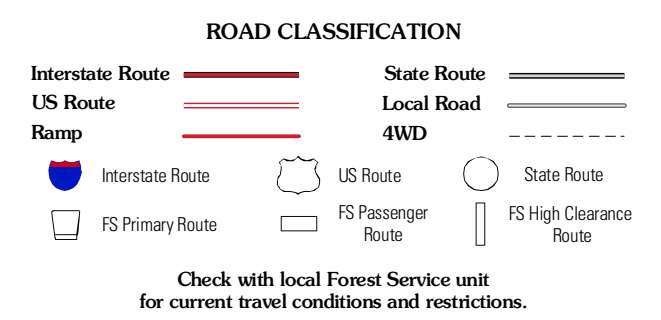 ROAD CLASSIFICATION
Interstate Route
State Route
US Route
Local Road
Ramp
4WD
Interstate Route
US Route
State Route
FS Primary Route
FS Passenger
Route
FS High Clearance
Route
Check with local Forest Service unit
for current travel conditions and restrictions.